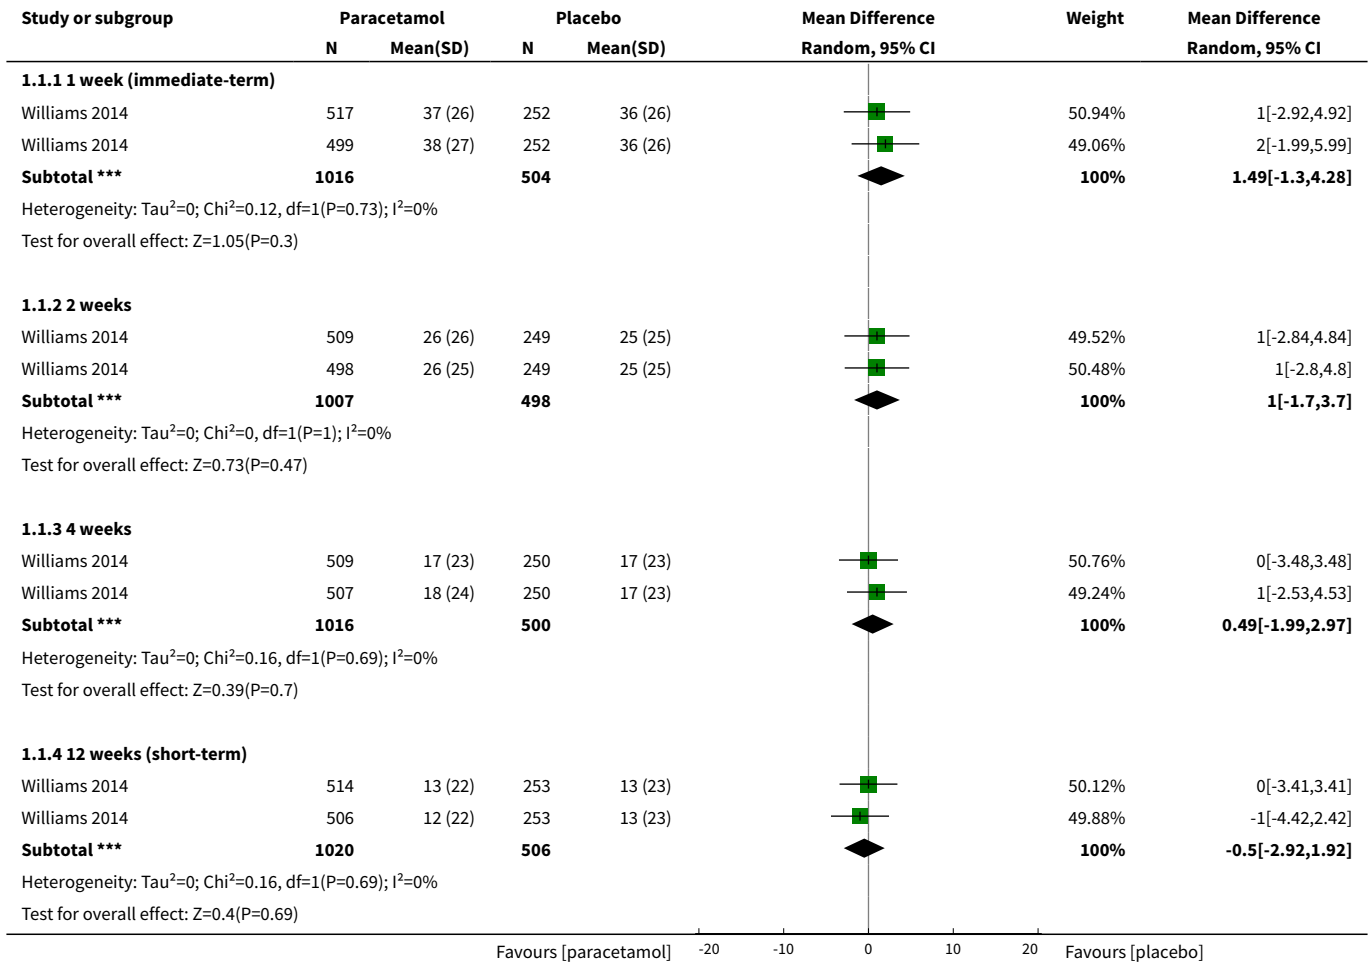 Study or subgroup Paracetamol Placebo Mean Difference Weight Mean Difference
N Mean(SD) N Mean(SD) Random, 95% CI Random, 95% CI
1.1.1 1 week (immediate-term)
Williams 2014 517 37 (26) 252 36 (26) 50.94% 1[-2.92,4.92]
Williams 2014 499 38 (27) 252 36 (26) 49.06% 2[-1.99,5.99]
Subtotal *** 1016 504 100% 1.49[-1.3,4.28]
Heterogeneity: Tau²=0; Chi²=0.12, df=1(P=0.73); I²=0%
Test for overall effect: Z=1.05(P=0.3)
1.1.2 2 weeks
Williams 2014 509 26 (26) 249 25 (25) 49.52% 1[-2.84,4.84]
Williams 2014 498 26 (25) 249 25 (25) 50.48% 1[-2.8,4.8]
Subtotal *** 1007 498 100% 1[-1.7,3.7]
Heterogeneity: Tau²=0; Chi²=0, df=1(P=1); I²=0%
Test for overall effect: Z=0.73(P=0.47)
1.1.3 4 weeks
Williams 2014 509 17 (23) 250 17 (23) 50.76% 0[-3.48,3.48]
Williams 2014 507 18 (24) 250 17 (23) 49.24% 1[-2.53,4.53]
Subtotal *** 1016 500 100% 0.49[-1.99,2.97]
Heterogeneity: Tau²=0; Chi²=0.16, df=1(P=0.69); I²=0%
Test for overall effect: Z=0.39(P=0.7)
1.1.4 12 weeks (short-term)
Williams 2014 514 13 (22) 253 13 (23) 50.12% 0[-3.41,3.41]
Williams 2014 506 12 (22) 253 13 (23) 49.88% -1[-4.42,2.42]
Subtotal *** 1020 506 100% -0.5[-2.92,1.92]
Heterogeneity: Tau²=0; Chi²=0.16, df=1(P=0.69); I²=0%
Test for overall effect: Z=0.4(P=0.69)
Favours [paracetamol] -20 -10 0 10 20 Favours [placebo]